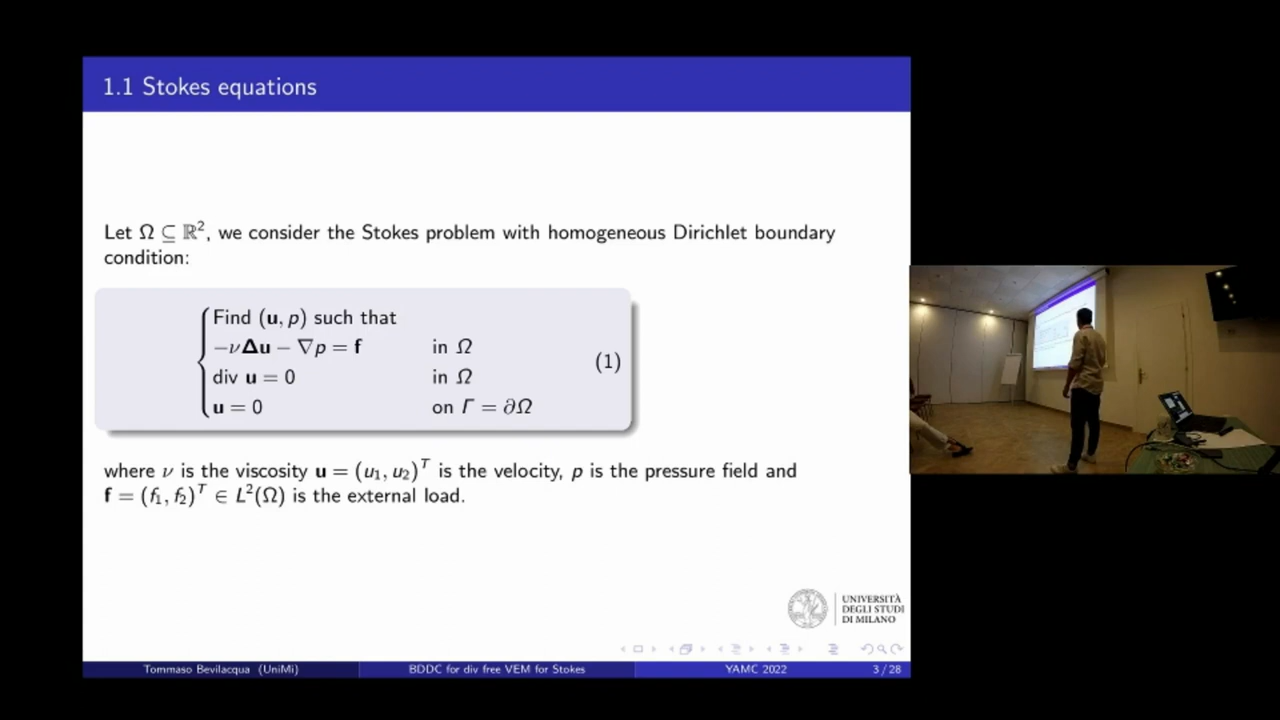 1.1 Stokes equations
Let Ω ⊆ ℝ², we consider the Stokes problem with homogeneous Dirichlet boundary
condition:
Find (u, p) such that
−νΔu − ∇p = f in Ω
div u = 0 in Ω
u = 0 on Γ = ∂Ω
(1)
where ν is the viscosity u = (u₁, u₂)ᵀ is the velocity, p is the pressure field and
f = (f₁, f₂)ᵀ ∈ L²(Ω) is the external load.
UNIVERSITÀ
DEGLI STUDI
DI MILANO
Tommaso Bevilacqua (UniMi) BDDC for div free VEM for Stokes YAMC 2022 3 / 28